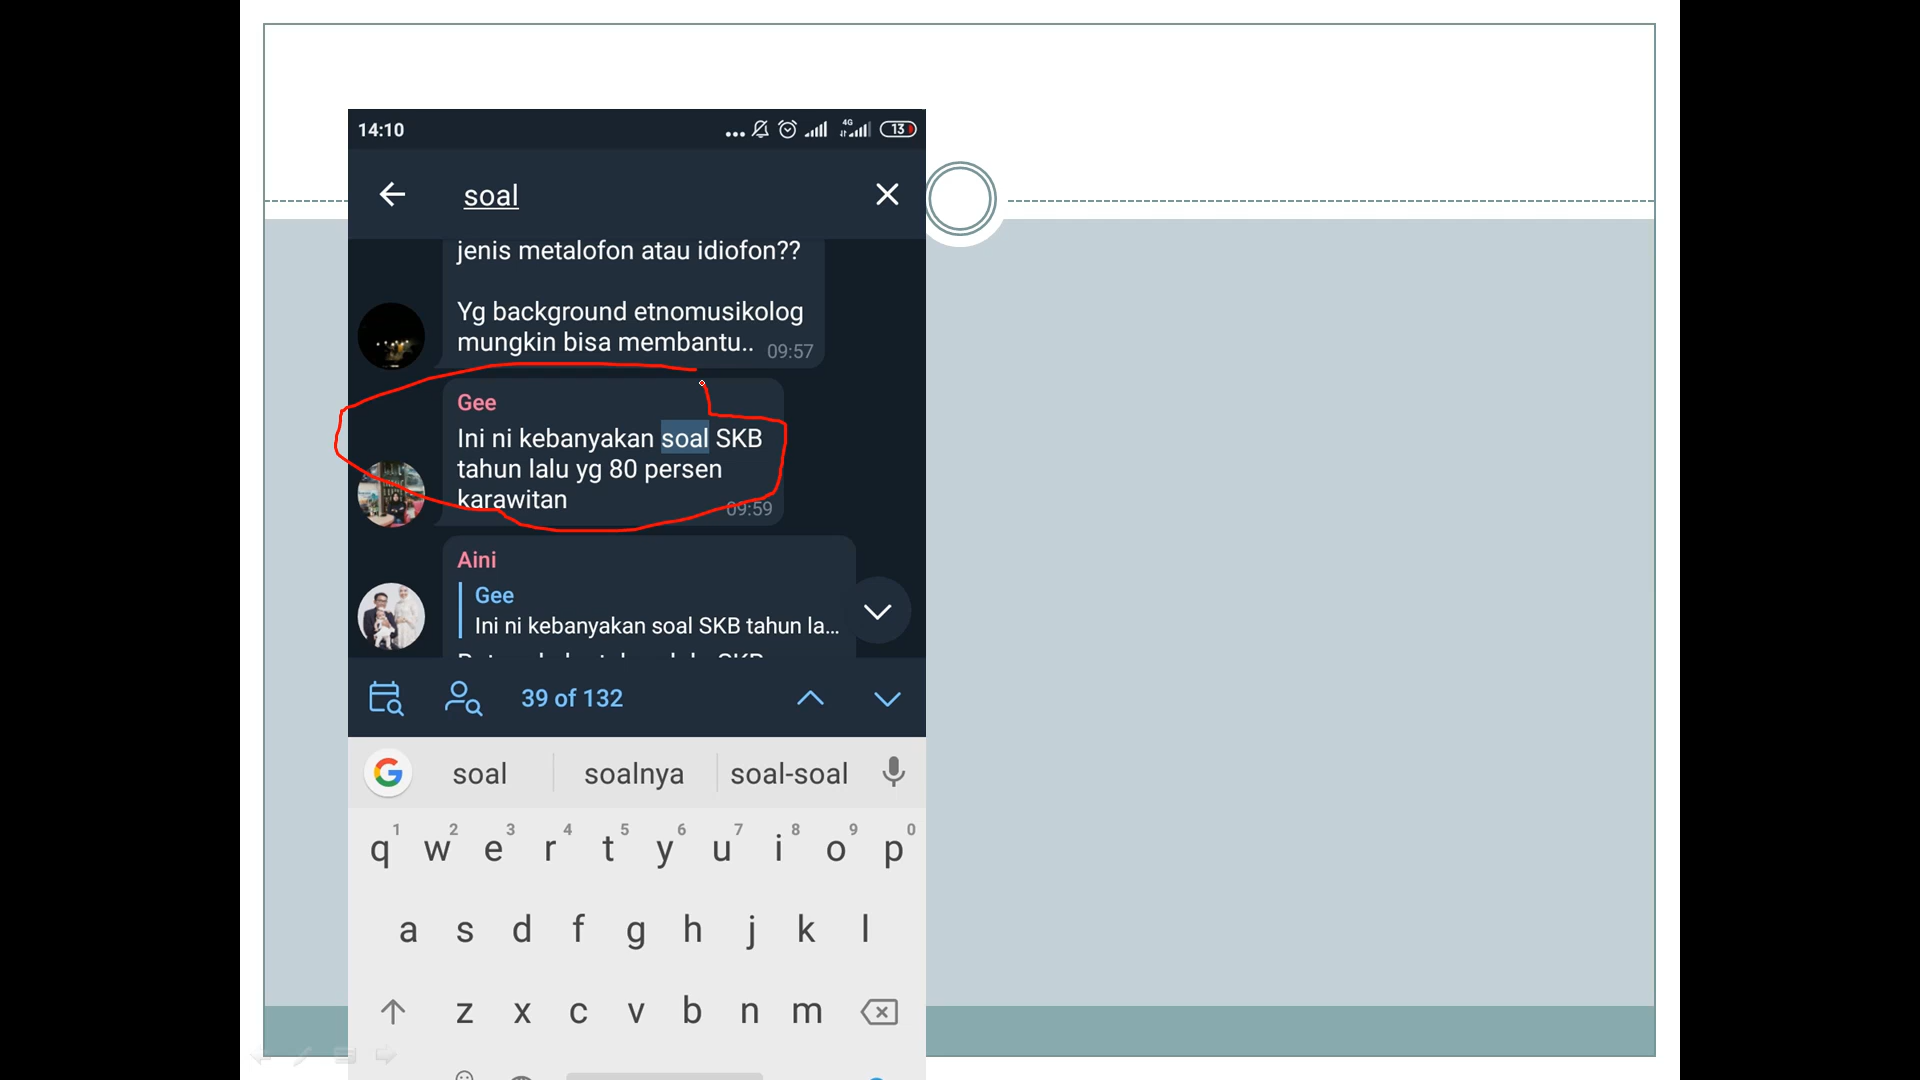 14:10
4G
13
soal
jenis metalofon atau idiofon??
Yg background etnomusikolog
mungkin bisa membantu..
09:57
Gee
Ini ni kebanyakan soal SKB
tahun lalu yg 80 persen
karawitan
09:59
Aini
Gee
Ini ni kebanyakan soal SKB tahun la...
39 of 132
soal soalnya soal-soal
1 2 3 4 5 6 7 8 9 0
q w e r t y u i o p
a s d f g h j k l
z x c v b n m